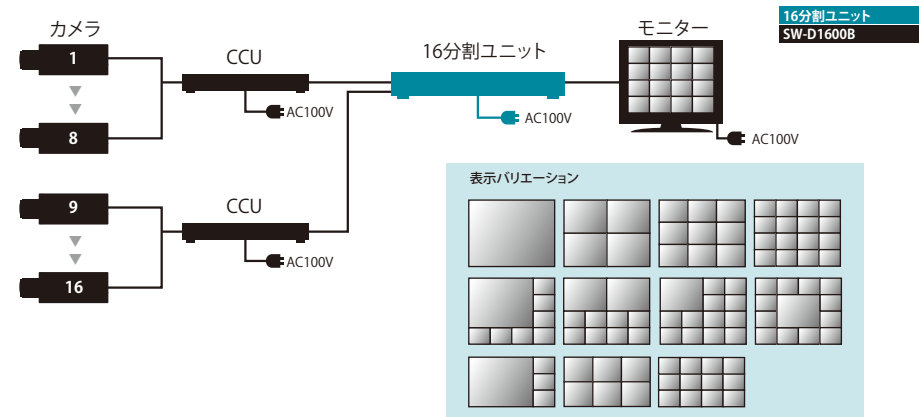 16分割ユニット
SW-D1600B
カメラ
CCU
16分割ユニット
モニター
1
8
AC100V
AC100V
AC100V
9
16
CCU
AC100V
表示バリエーション